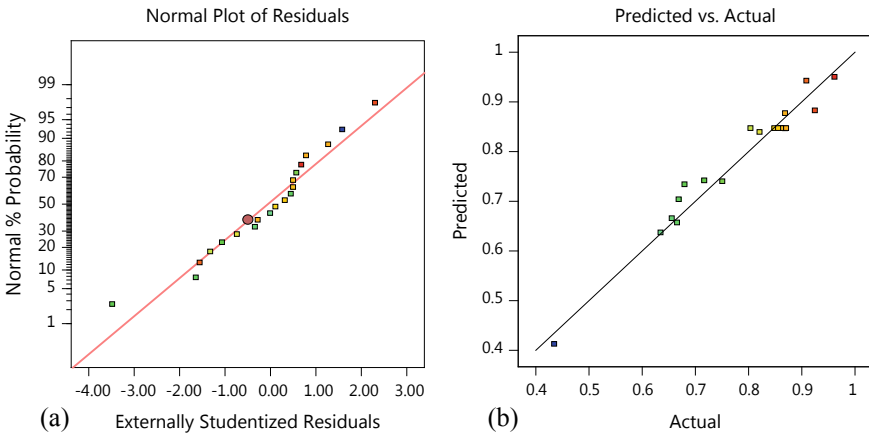 Normal Plot of Residuals
Normal % Probability
99
95
90
80
70
50
30
20
10
5
1
-4.00 -3.00 -2.00 -1.00 0.00 1.00 2.00 3.00
(a) Externally Studentized Residuals
Predicted vs. Actual
Predicted
1
0.9
0.8
0.7
0.6
0.5
0.4
0.4 0.5 0.6 0.7 0.8 0.9 1
(b) Actual